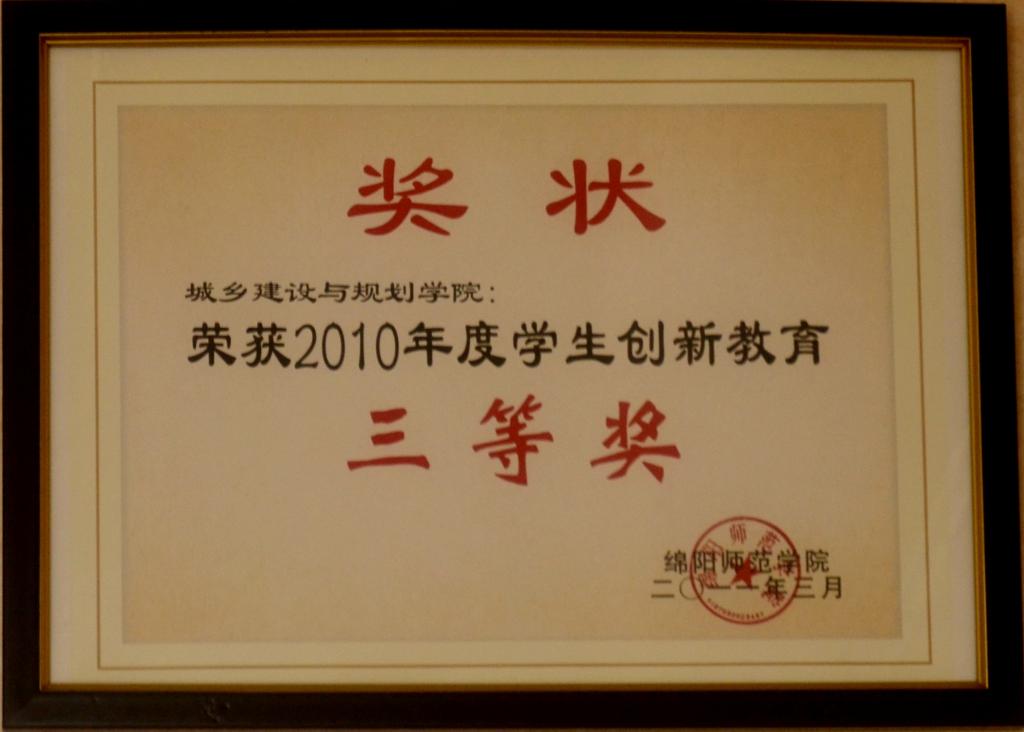 奖状
城乡建设与规划学院：
荣获2010年度学生创新教育
三等奖
绵阳师范学院
二〇一一年三月